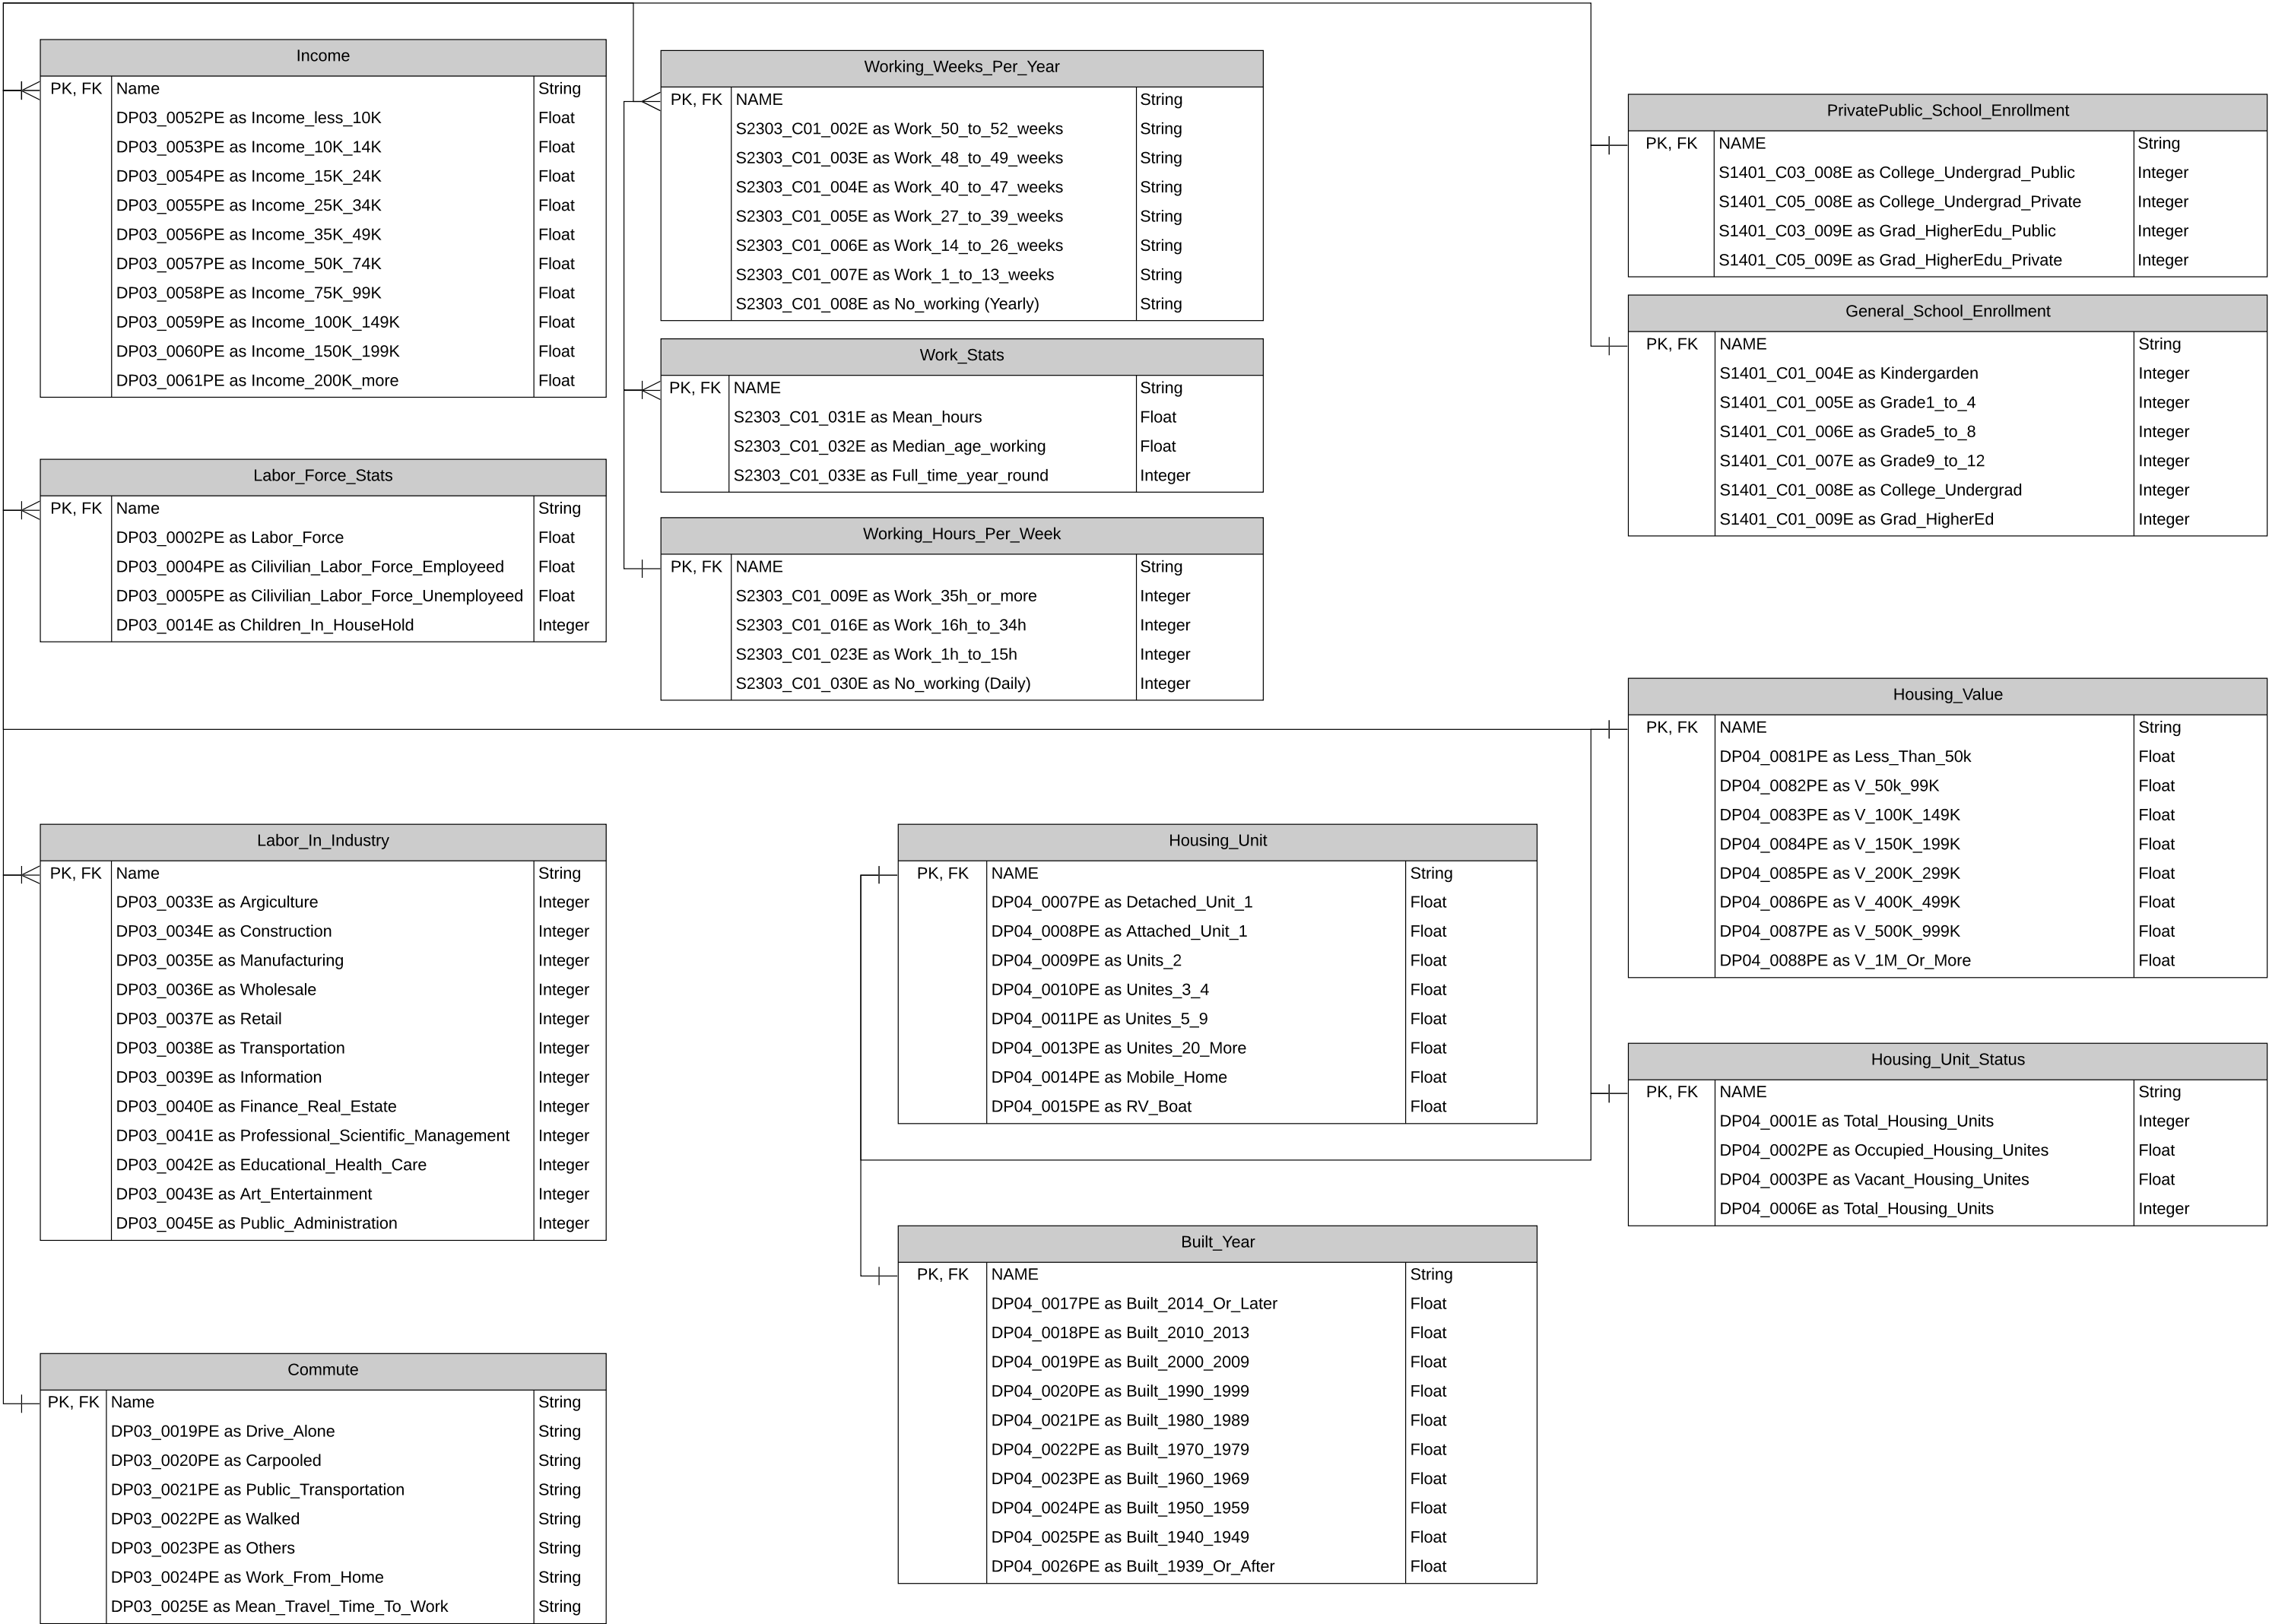 Income
PK, FK Name String
DP03_0052PE as Income_less_10K Float
DP03_0053PE as Income_10K_14K Float
DP03_0054PE as Income_15K_24K Float
DP03_0055PE as Income_25K_34K Float
DP03_0056PE as Income_35K_49K Float
DP03_0057PE as Income_50K_74K Float
DP03_0058PE as Income_75K_99K Float
DP03_0059PE as Income_100K_149K Float
DP03_0060PE as Income_150K_199K Float
DP03_0061PE as Income_200K_more Float
Labor_Force_Stats
PK, FK Name String
DP03_0002PE as Labor_Force Float
DP03_0004PE as Cilivilian_Labor_Force_Employeed Float
DP03_0005PE as Cilivilian_Labor_Force_Unemployeed Float
DP03_0014E as Children_In_HouseHold Integer
Labor_In_Industry
PK, FK Name String
DP03_0033E as Argiculture Integer
DP03_0034E as Construction Integer
DP03_0035E as Manufacturing Integer
DP03_0036E as Wholesale Integer
DP03_0037E as Retail Integer
DP03_0038E as Transportation Integer
DP03_0039E as Information Integer
DP03_0040E as Finance_Real_Estate Integer
DP03_0041E as Professional_Scientific_Management Integer
DP03_0042E as Educational_Health_Care Integer
DP03_0043E as Art_Entertainment Integer
DP03_0045E as Public_Administration Integer
Commute
PK, FK Name String
DP03_0019PE as Drive_Alone String
DP03_0020PE as Carpooled String
DP03_0021PE as Public_Transportation String
DP03_0022PE as Walked String
DP03_0023PE as Others String
DP03_0024PE as Work_From_Home String
DP03_0025E as Mean_Travel_Time_To_Work String
Working_Weeks_Per_Year
PK, FK NAME String
S2303_C01_002E as Work_50_to_52_weeks String
S2303_C01_003E as Work_48_to_49_weeks String
S2303_C01_004E as Work_40_to_47_weeks String
S2303_C01_005E as Work_27_to_39_weeks String
S2303_C01_006E as Work_14_to_26_weeks String
S2303_C01_007E as Work_1_to_13_weeks String
S2303_C01_008E as No_working (Yearly) String
Work_Stats
PK, FK NAME String
S2303_C01_031E as Mean_hours Float
S2303_C01_032E as Median_age_working Float
S2303_C01_033E as Full_time_year_round Integer
Working_Hours_Per_Week
PK, FK NAME String
S2303_C01_009E as Work_35h_or_more Integer
S2303_C01_016E as Work_16h_to_34h Integer
S2303_C01_023E as Work_1h_to_15h Integer
S2303_C01_030E as No_working (Daily) Integer
Housing_Unit
PK, FK NAME String
DP04_0007PE as Detached_Unit_1 Float
DP04_0008PE as Attached_Unit_1 Float
DP04_0009PE as Units_2 Float
DP04_0010PE as Unites_3_4 Float
DP04_0011PE as Unites_5_9 Float
DP04_0013PE as Unites_20_More Float
DP04_0014PE as Mobile_Home Float
DP04_0015PE as RV_Boat Float
Built_Year
PK, FK NAME String
DP04_0017PE as Built_2014_Or_Later Float
DP04_0018PE as Built_2010_2013 Float
DP04_0019PE as Built_2000_2009 Float
DP04_0020PE as Built_1990_1999 Float
DP04_0021PE as Built_1980_1989 Float
DP04_0022PE as Built_1970_1979 Float
DP04_0023PE as Built_1960_1969 Float
DP04_0024PE as Built_1950_1959 Float
DP04_0025PE as Built_1940_1949 Float
DP04_0026PE as Built_1939_Or_After Float
PrivatePublic_School_Enrollment
PK, FK NAME String
S1401_C03_008E as College_Undergrad_Public Integer
S1401_C05_008E as College_Undergrad_Private Integer
S1401_C03_009E as Grad_HigherEdu_Public Integer
S1401_C05_009E as Grad_HigherEdu_Private Integer
General_School_Enrollment
PK, FK NAME String
S1401_C01_004E as Kindergarden Integer
S1401_C01_005E as Grade1_to_4 Integer
S1401_C01_006E as Grade5_to_8 Integer
S1401_C01_007E as Grade9_to_12 Integer
S1401_C01_008E as College_Undergrad Integer
S1401_C01_009E as Grad_HigherEd Integer
Housing_Value
PK, FK NAME String
DP04_0081PE as Less_Than_50k Float
DP04_0082PE as V_50k_99K Float
DP04_0083PE as V_100K_149K Float
DP04_0084PE as V_150K_199K Float
DP04_0085PE as V_200K_299K Float
DP04_0086PE as V_400K_499K Float
DP04_0087PE as V_500K_999K Float
DP04_0088PE as V_1M_Or_More Float
Housing_Unit_Status
PK, FK NAME String
DP04_0001E as Total_Housing_Units Integer
DP04_0002PE as Occupied_Housing_Unites Float
DP04_0003PE as Vacant_Housing_Unites Float
DP04_0006E as Total_Housing_Units Integer